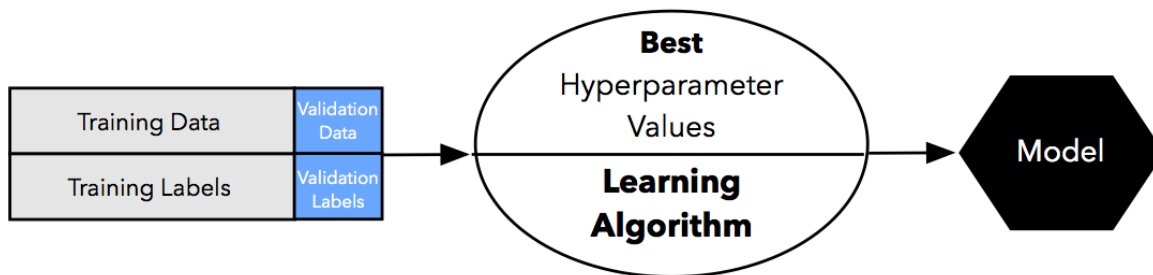 Training Data
Validation
Data
Training Labels
Validation
Labels
Best
Hyperparameter
Values
Learning
Algorithm
Model